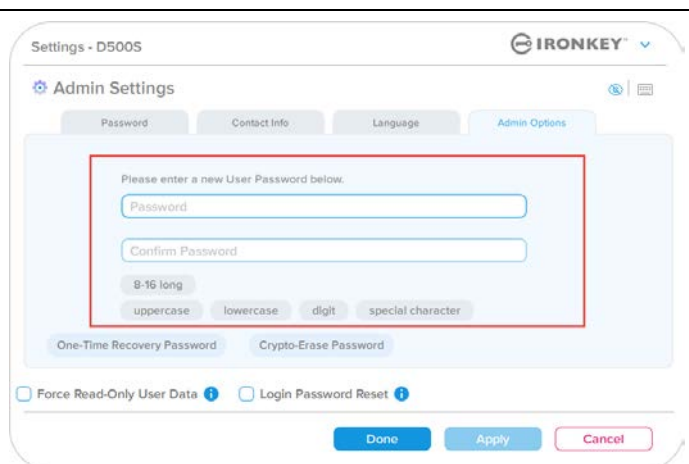 Settings - D500S
IRONKEY
Admin Settings
Password Contact Info Language Admin Options
Please enter a new User Password below.
Password
Confirm Password
8-16 long
uppercase lowercase digit special character
One-Time Recovery Password Crypto-Erase Password
Force Read-Only User Data Login Password Reset
Done Apply Cancel